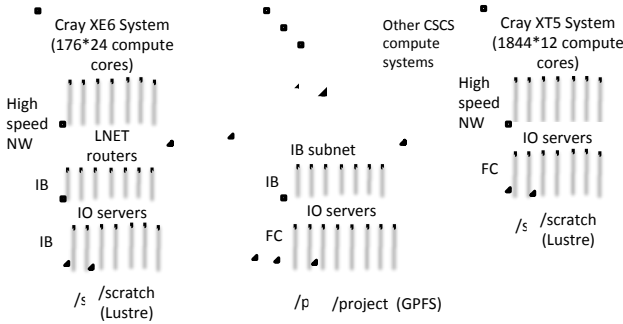 Cray XE6 System
(176*24 compute
cores)
High
speed
NW
LNET
routers
IB
IO servers
IB
/s /scratch
(Lustre)
Other CSCS
compute
systems
IB subnet
IB
IO servers
FC
/p /project (GPFS)
Cray XT5 System
(1844*12 compute
cores)
High
speed
NW
IO servers
FC
/s /scratch
(Lustre)